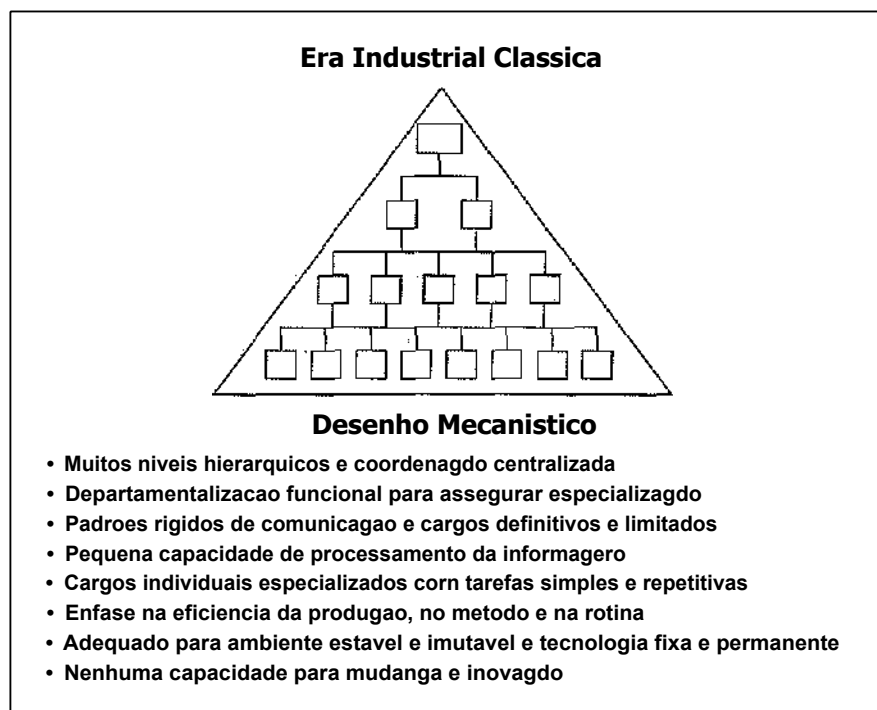 Era Industrial Classica
Desenho Mecanistico
• Muitos niveis hierarquicos e coordenagdo centralizada
• Departamentalizacao funcional para assegurar especializagdo
• Padroes rigidos de comunicagao e cargos definitivos e limitados
• Pequena capacidade de processamento da informagero
• Cargos individuais especializados corn tarefas simples e repetitivas
• Enfase na eficiencia da produgao, no metodo e na rotina
• Adequado para ambiente estavel e imutavel e tecnologia fixa e permanente
• Nenhuma capacidade para mudanga e inovagdo